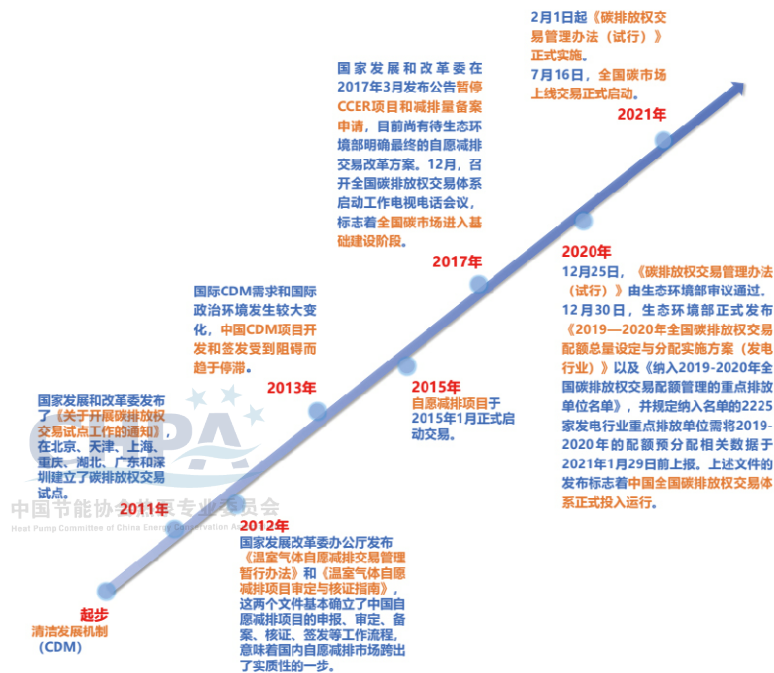 2月1日起《碳排放权交
易管理办法（试行）》
正式实施。
7月16日，全国碳市场
上线交易正式启动。
2021年
国家发展和改革委在
2017年3月发布公告暂停
CCER项目和减排量备案
申请，目前尚有待生态环
境部明确最终的自愿减排
交易改革方案。12月，召
开全国碳排放权交易体系
启动工作电视电话会议，
标志着全国碳市场进入基
础建设阶段。
2017年
2020年
12月25日，《碳排放权交易管理办法
（试行）》由生态环境部审议通过。
12月30日，生态环境部正式发布
《2019—2020年全国碳排放权交易
配额总量设定与分配实施方案（发电
行业）》以及《纳入2019-2020年全
国碳排放权交易配额管理的重点排放
单位名单》，并规定纳入名单的2225
家发电行业重点排放单位需将2019-
2020年的配额预分配相关数据于
2021年1月29日前上报。上述文件的
发布标志着中国全国碳排放权交易体
系正式投入运行。
国际CDM需求和国际
政治环境发生较大变
化，中国CDM项目开
发和签发受到阻碍而
趋于停滞。
2013年
2015年
自愿减排项目于
2015年1月正式启
动交易。
国家发展和改革委发布
了《关于开展碳排放权
交易试点工作的通知》，
在北京、天津、上海、
重庆、湖北、广东和深
圳建立了碳排放权交易
试点。
2011年
CHPA
中国节能协会热泵专业委员会
Heat Pump Committee of China Energy Conservation Association
2012年
国家发展改革委办公厅发布
《温室气体自愿减排交易管理
暂行办法》和《温室气体自愿
减排项目审定与核证指南》，
这两个文件基本确立了中国自
愿减排项目的申报、审定、备
案、核证、签发等工作流程，
意味着国内自愿减排市场跨出
了实质性的一步。
起步
清洁发展机制
（CDM）